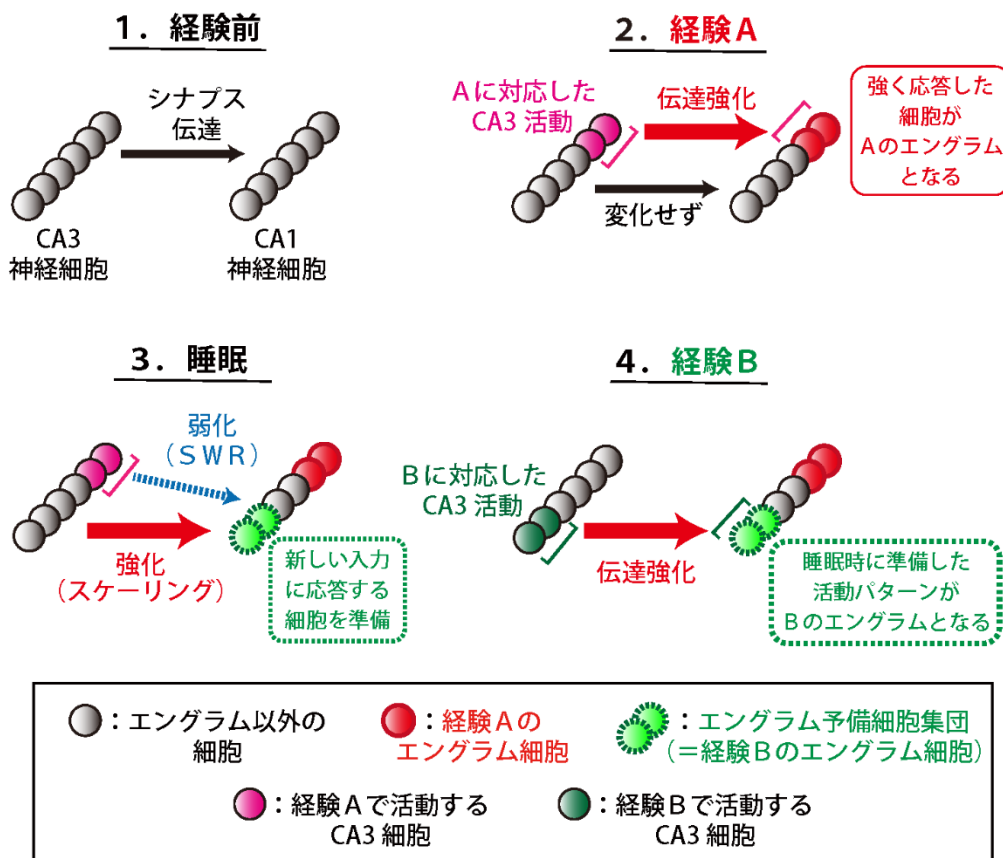 １．経験前
シナプス
伝達
CA3
神経細胞
CA1
神経細胞
２．経験Ａ
Ａに対応した
CA3 活動
伝達強化
変化せず
強く応答した
細胞が
Ａのエングラム
となる
３．睡眠
弱化
（ＳＷＲ）
強化
（スケーリング）
新しい入力
に応答する
細胞を準備
４．経験Ｂ
Ｂに対応した
CA3 活動
伝達強化
睡眠時に準備した
活動パターンが
Ｂのエングラムとなる
：エングラム以外の
細胞
：経験Ａの
エングラム細胞
：エングラム予備細胞集団
（＝経験Ｂのエングラム細胞）
：経験Ａで活動する
CA3 細胞
：経験Ｂで活動する
CA3 細胞